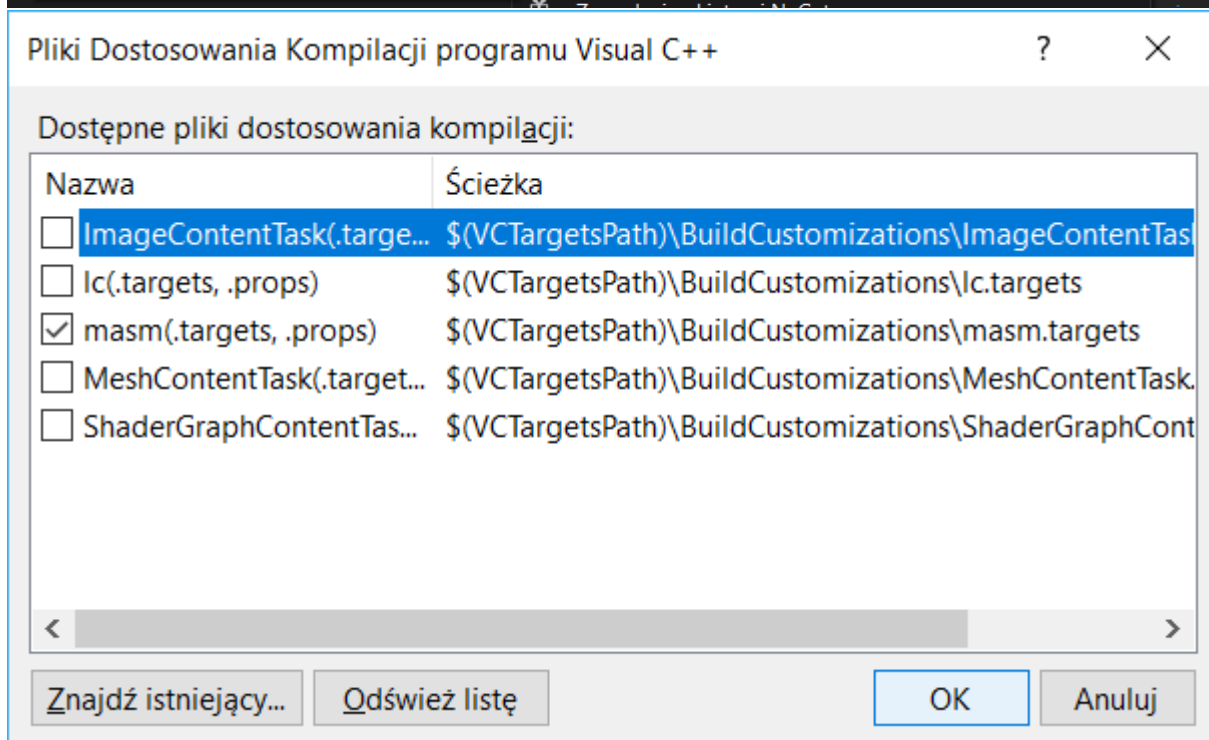 Pliki Dostosowania Kompilacji programu Visual C++ ?
Dostępne pliki dostosowania kompilacji:
Nazwa Ścieżka
ImageContentTask(.targe... $(VCTargetsPath)\BuildCustomizations\ImageContentTas
lc(.targets, .props) $(VCTargetsPath)\BuildCustomizations\lc.targets
masm(.targets, .props) $(VCTargetsPath)\BuildCustomizations\masm.targets
MeshContentTask(.target... $(VCTargetsPath)\BuildCustomizations\MeshContentTask.
ShaderGraphContentTas... $(VCTargetsPath)\BuildCustomizations\ShaderGraphCont
Znajdź istniejący... Odśwież listę OK Anuluj